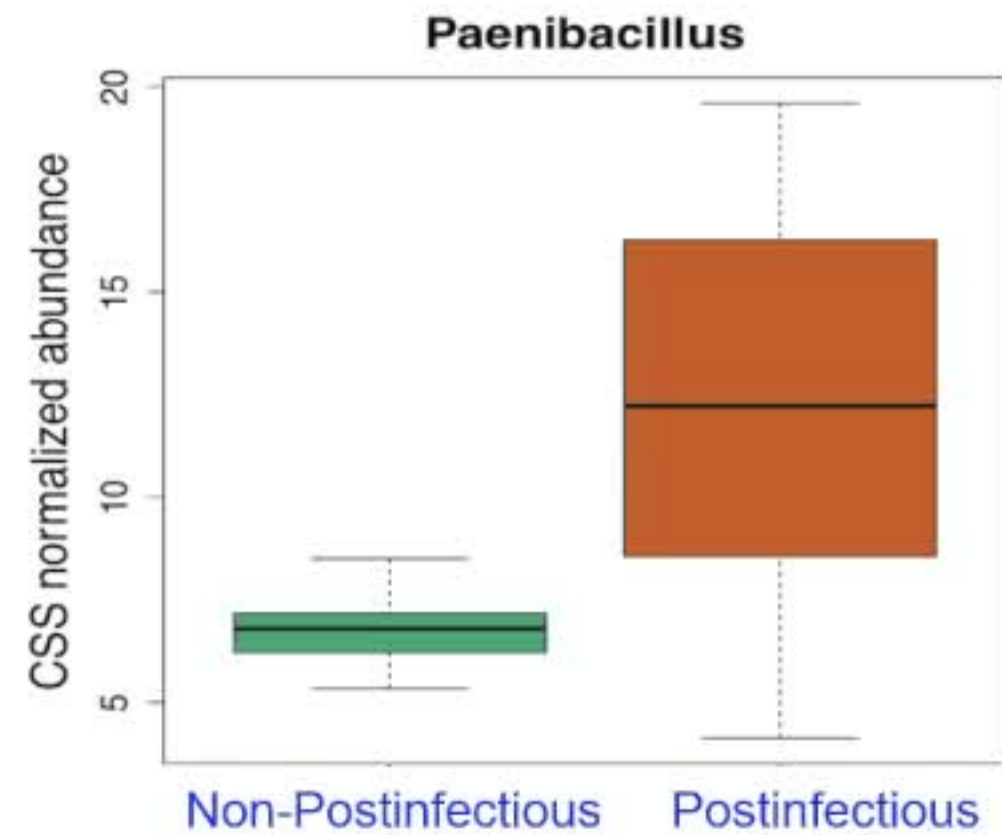 Paenibacillus
CSS normalized abundance
20
15
10
5
Non-Postinfectious
Postinfectious